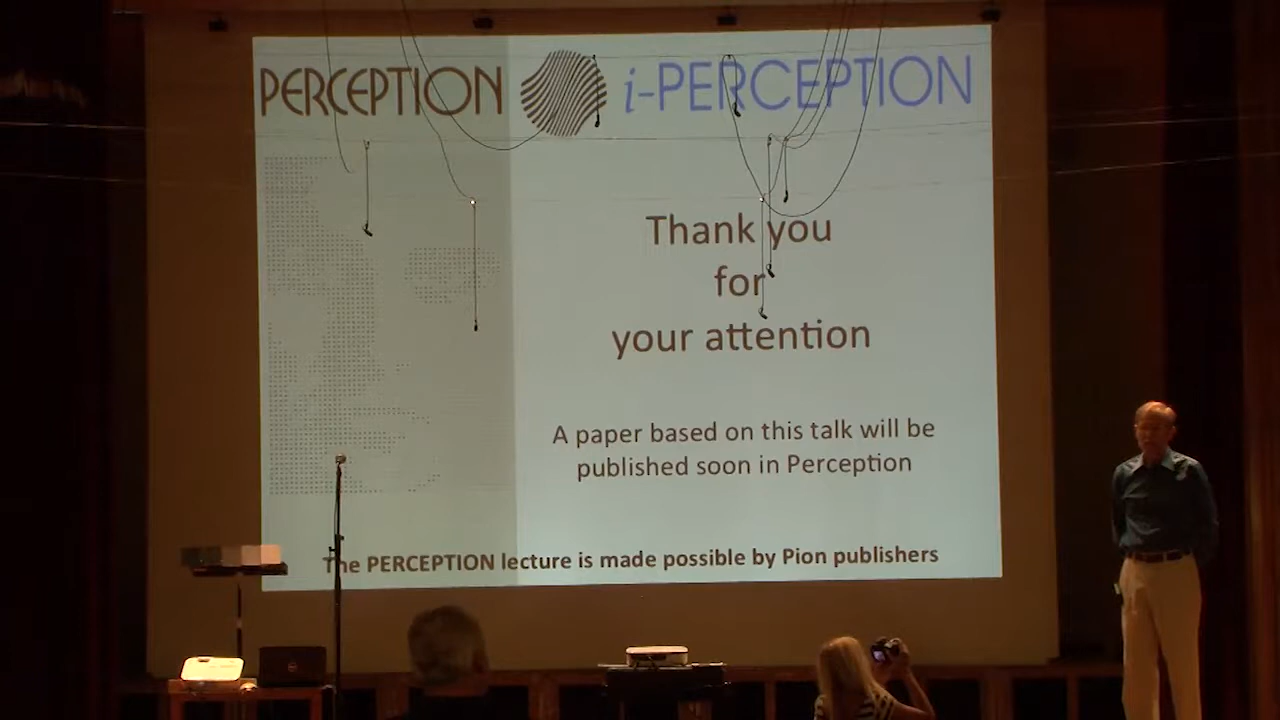 PERCEPTION i-PERCEPTION
Thank you
for
your attention
A paper based on this talk will be
published soon in Perception
The PERCEPTION lecture is made possible by Pion publishers